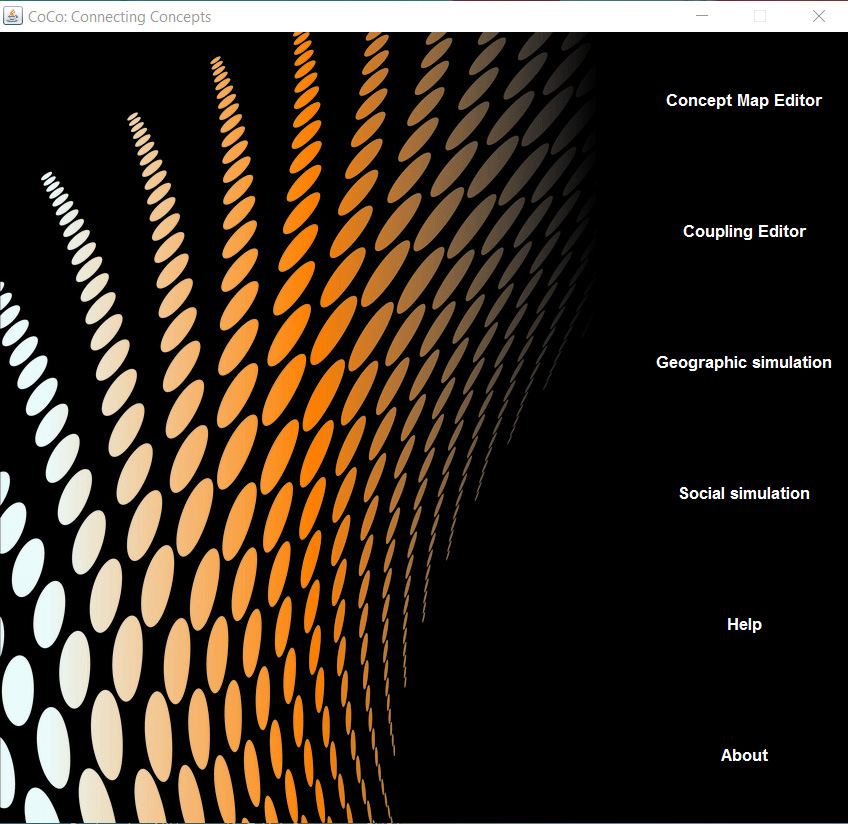 CoCo: Connecting Concepts
Concept Map Editor
Coupling Editor
Geographic simulation
Social simulation
Help
About